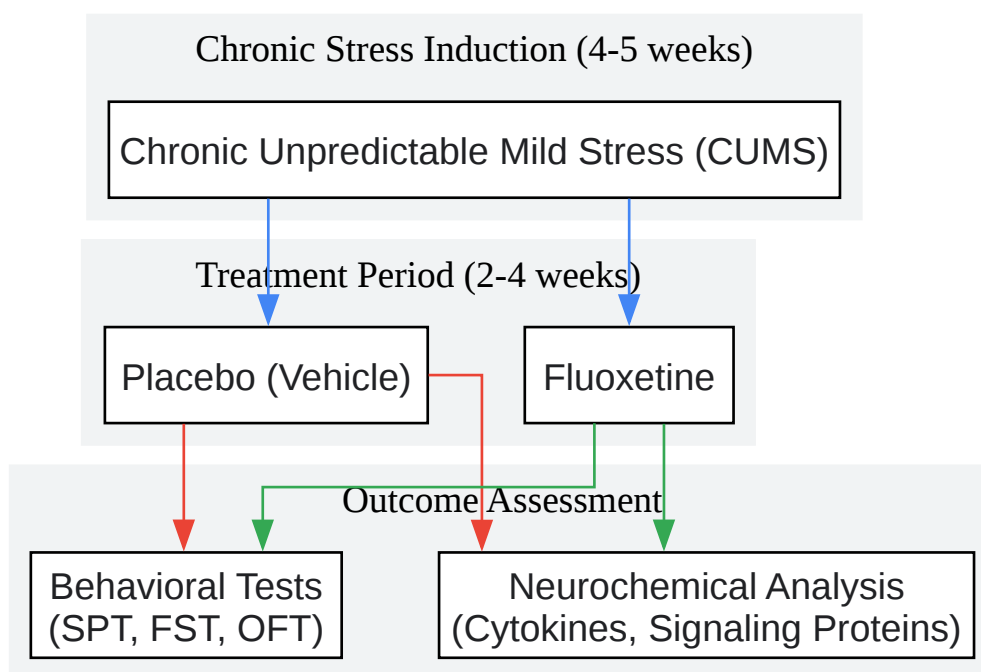 Chronic Stress Induction (4-5 weeks)
Chronic Unpredictable Mild Stress (CUMS)
Treatment Period (2-4 weeks)
Placebo (Vehicle)
Fluoxetine
Outcome Assessment
Behavioral Tests
(SPT, FST, OFT)
Neurochemical Analysis
(Cytokines, Signaling Proteins)